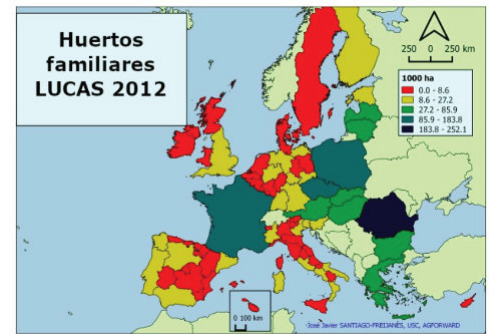 Huertos
familiares
LUCAS 2012
250 0 250 km
1000 ha
0.0 - 8.6
8.6 - 27.2
27.2 - 85.9
85.9 - 183.8
183.8 - 252.1
0 100 km
José Javier SANTIAGO-FREIJANES, USC, AGFORWARD